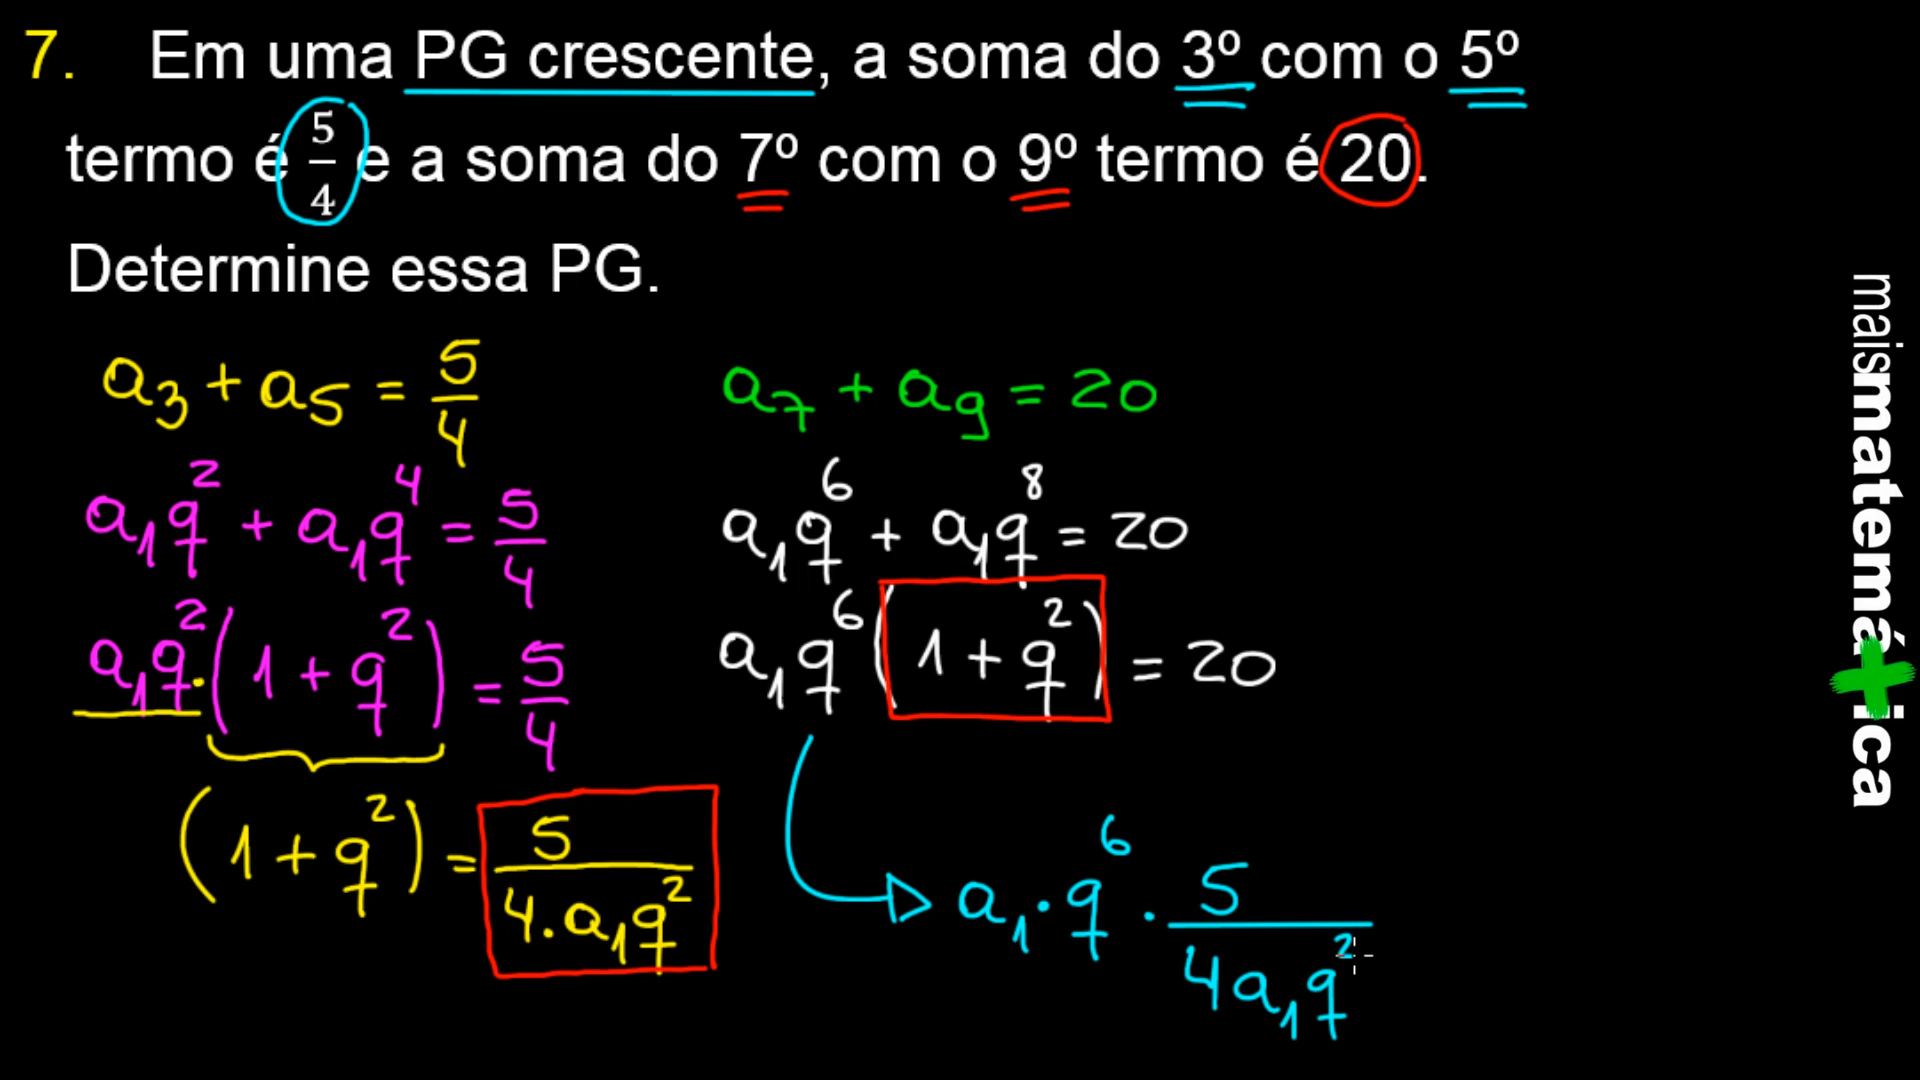 7. Em uma PG crescente, a soma do 3º com o 5º
termo é 5/4 e a soma do 7º com o 9º termo é 20.
Determine essa PG.
a₃ + a₅ = 5/4
a₁q² + a₁q⁴ = 5/4
a₁q²·(1 + q²) = 5/4
(1 + q²) = 5/(4·a₁q²)
a₇ + a₉ = 20
a₁q⁶ + a₁q⁸ = 20
a₁q⁶(1 + q²) = 20
a₁·q⁶·5/(4a₁q²)
maismatemática